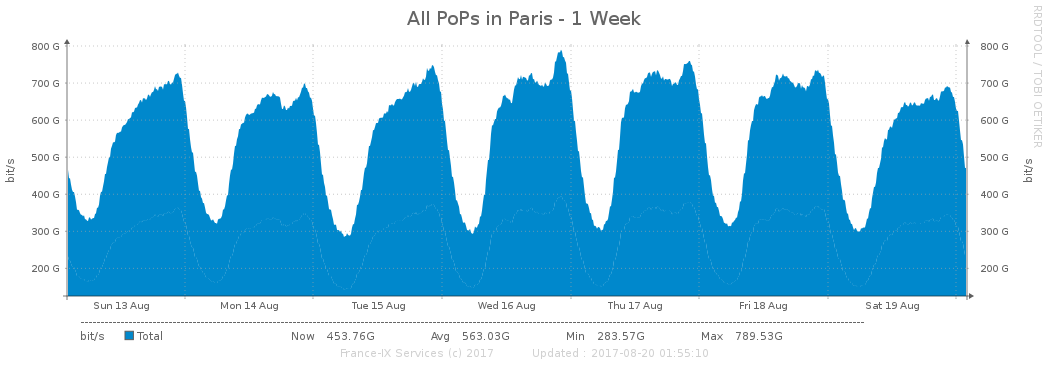 All PoPs in Paris - 1 Week
RRDTOOL / TOBI OETIKER
bit/s
800 G
700 G
600 G
500 G
400 G
300 G
200 G
800 G
700 G
600 G
500 G
400 G
300 G
200 G
bit/s
Sun 13 Aug Mon 14 Aug Tue 15 Aug Wed 16 Aug Thu 17 Aug Fri 18 Aug Sat 19 Aug
bit/s Total Now 453.76G Avg 563.03G Min 283.57G Max 789.53G
France-IX Services (c) 2017 Updated : 2017-08-20 01:55:10